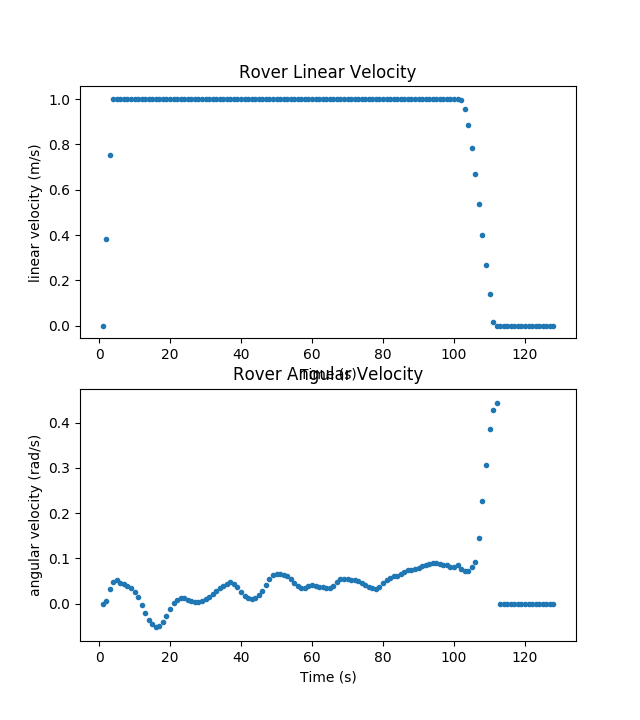 Rover Linear Velocity
linear velocity (m/s)
1.0
0.8
0.6
0.4
0.2
0.0
0 20 40 60 80 100 120
Time (s)
Rover Angular Velocity
angular velocity (rad/s)
0.4
0.3
0.2
0.1
0.0
0 20 40 60 80 100 120
Time (s)